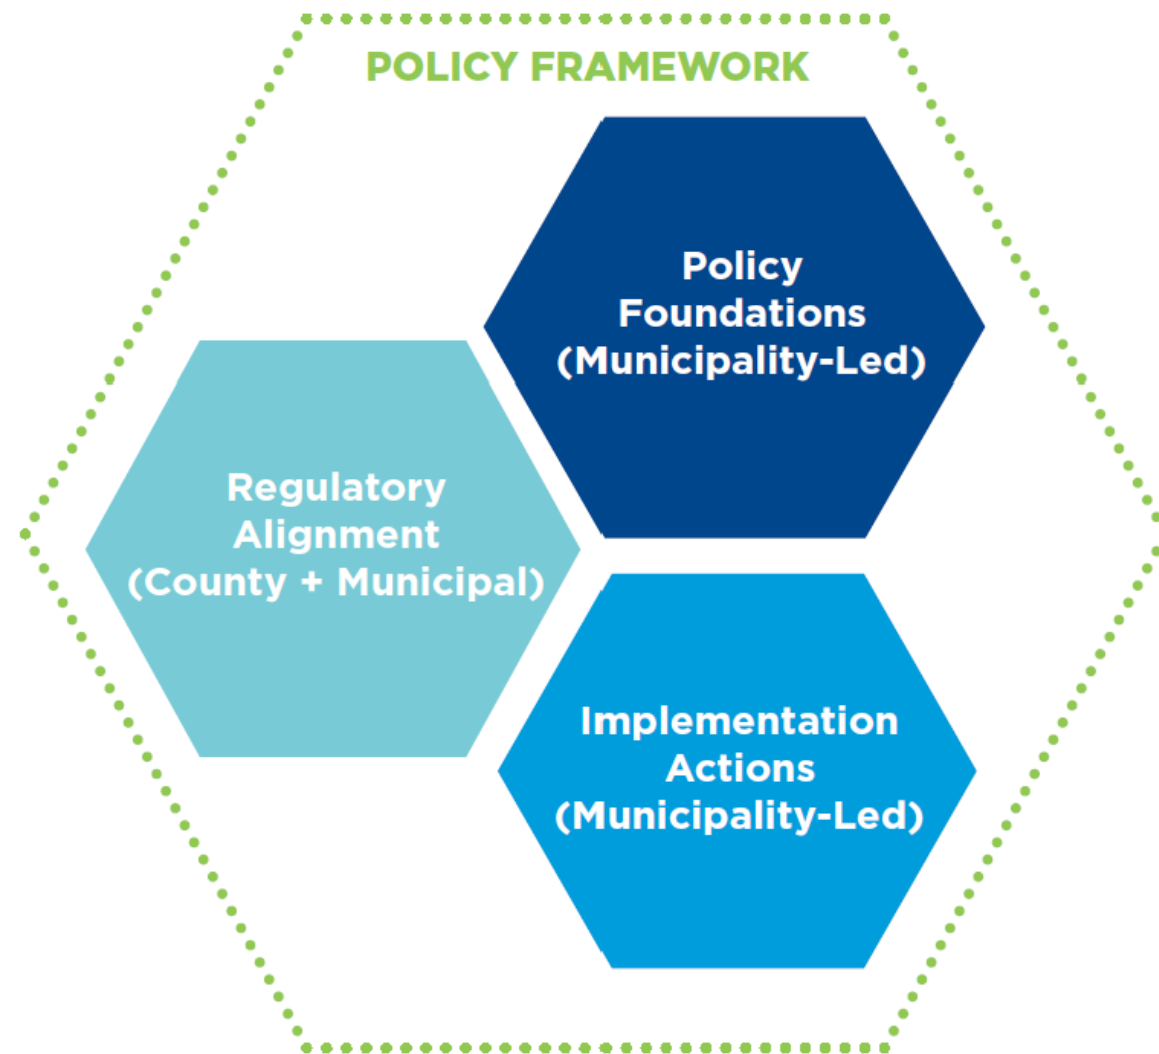 POLICY FRAMEWORK
Policy
Foundations
(Municipality-Led)
Regulatory
Alignment
(County + Municipal)
Implementation
Actions
(Municipality-Led)